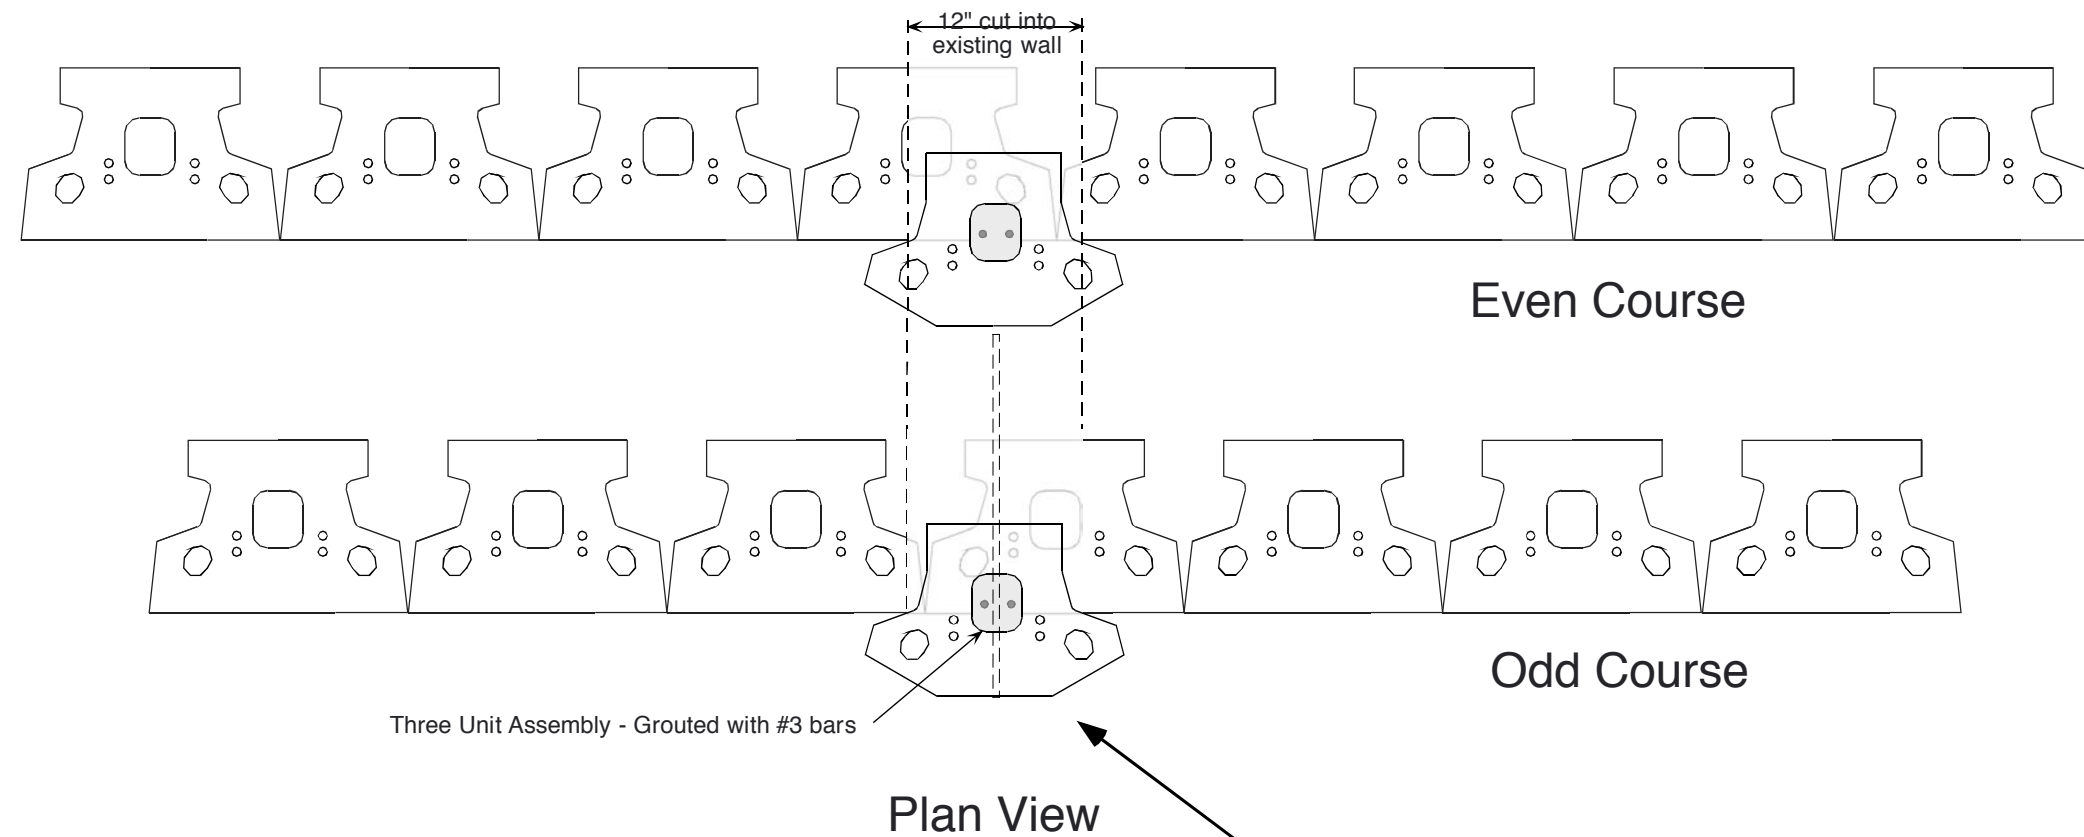 12" cut into
existing wall
Even Course
Odd Course
Three Unit Assembly - Grouted with #3 bars
Plan View